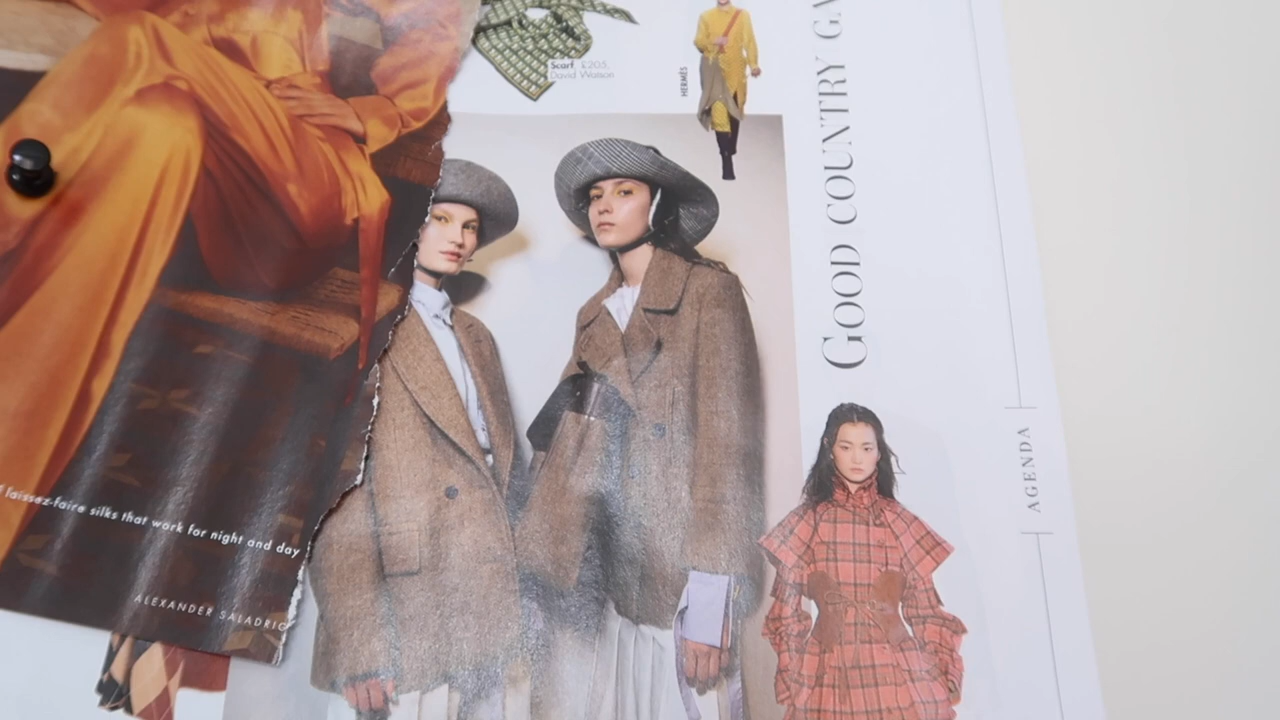 Scarf, £205,
David Watson
HERMÈS
GOOD COUNTRY
AGENDA
laissez-faire silks that work for night and day
ALEXANDER SALADRIG